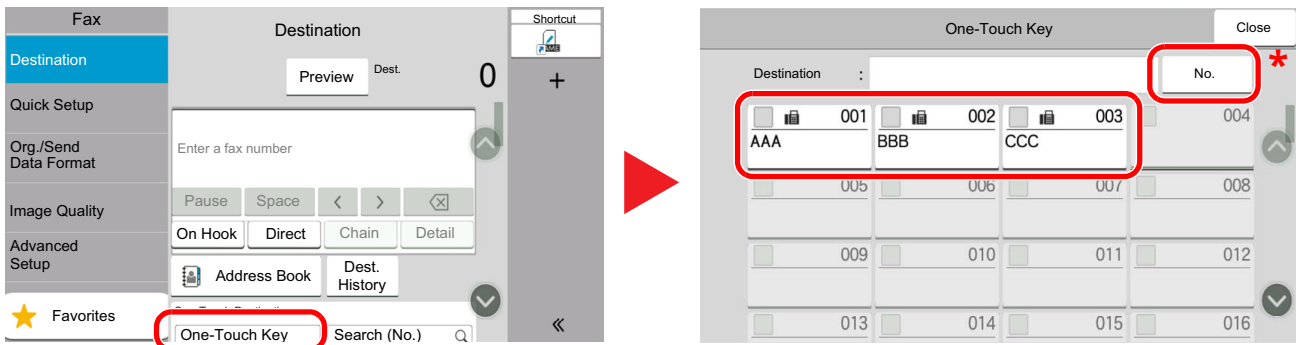 Fax
Destination
Quick Setup
Org./Send
Data Format
Image Quality
Advanced
Setup
Favorites
Destination
Preview
Dest.
0
Enter a fax number
Pause
Space
<
>
On Hook
Direct
Chain
Detail
Address Book
Dest.
History
One-Touch Key
Search (No.)
Shortcut
+
«
One-Touch Key
Close
Destination :
No.
*
001
AAA
002
BBB
003
CCC
004
005
006
007
008
009
010
011
012
013
014
015
016